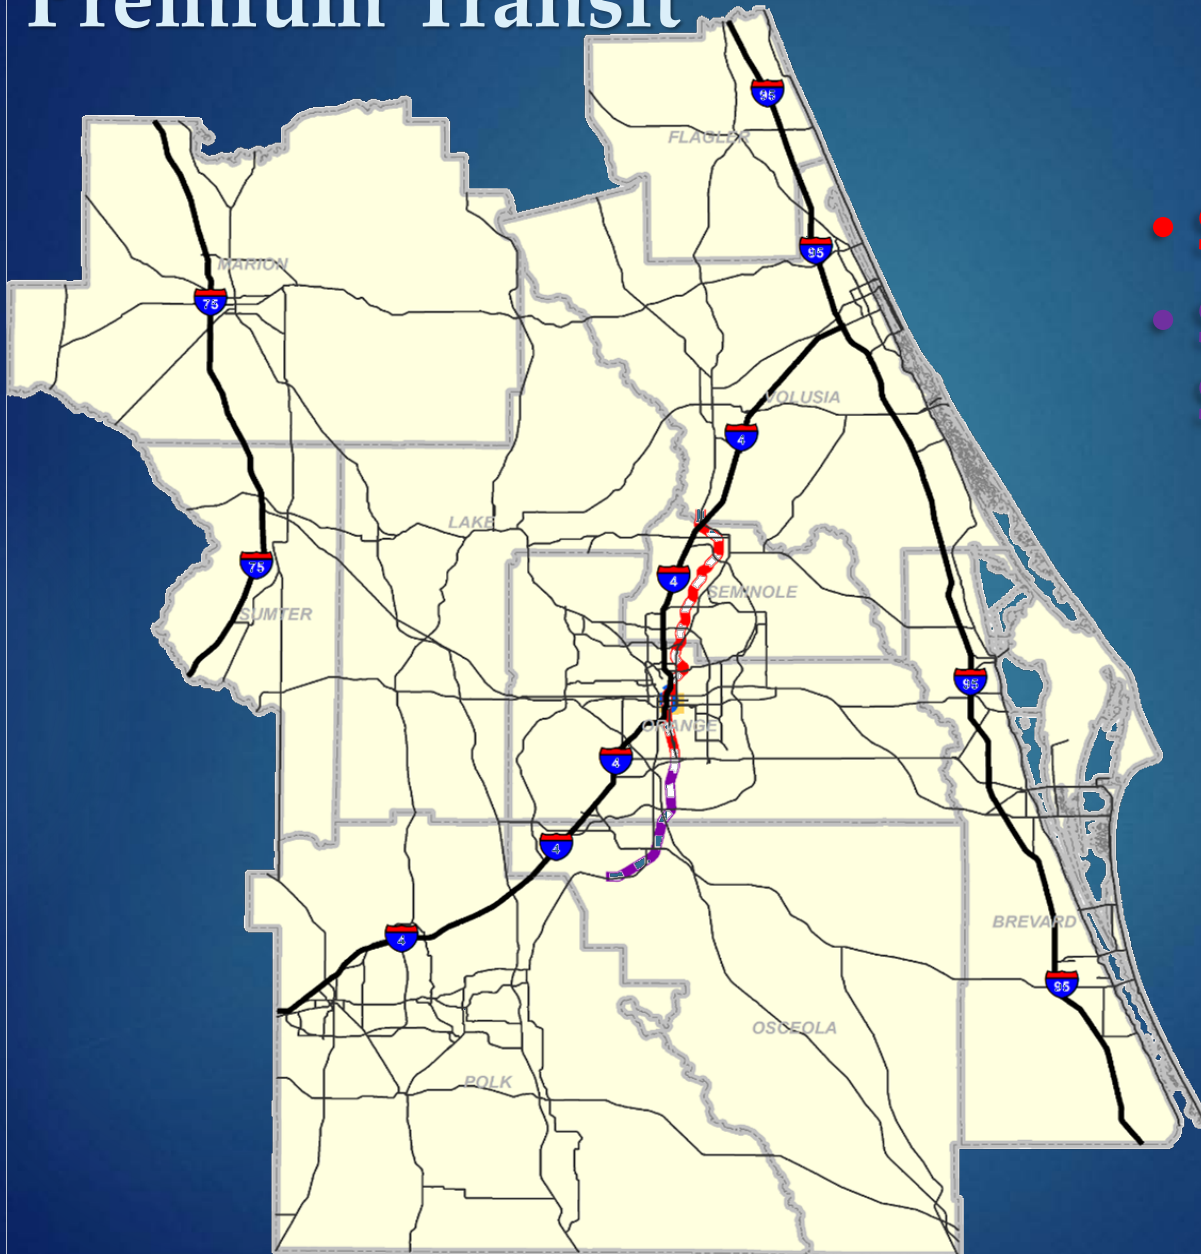 Premium Transit
95
FLAGLER
95
MARION
75
VOLUSIA
4
LAKE
75
4
SEMINOLE
SUMTER
95
ORANGE
4
4
BREVARD
4
95
OSCEOLA
POLK